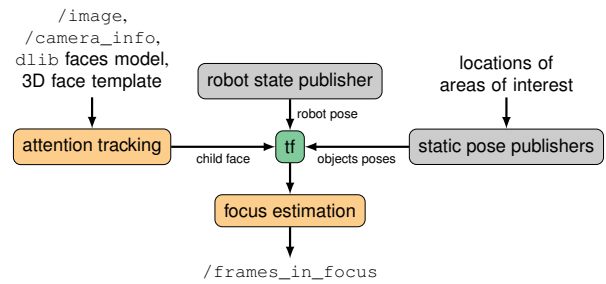 /image,
/camera_info,
dlib faces model,
3D face template
robot state publisher
locations of
areas of interest
robot pose
attention tracking
child face
tf
objects poses
static pose publishers
focus estimation
/frames_in_focus